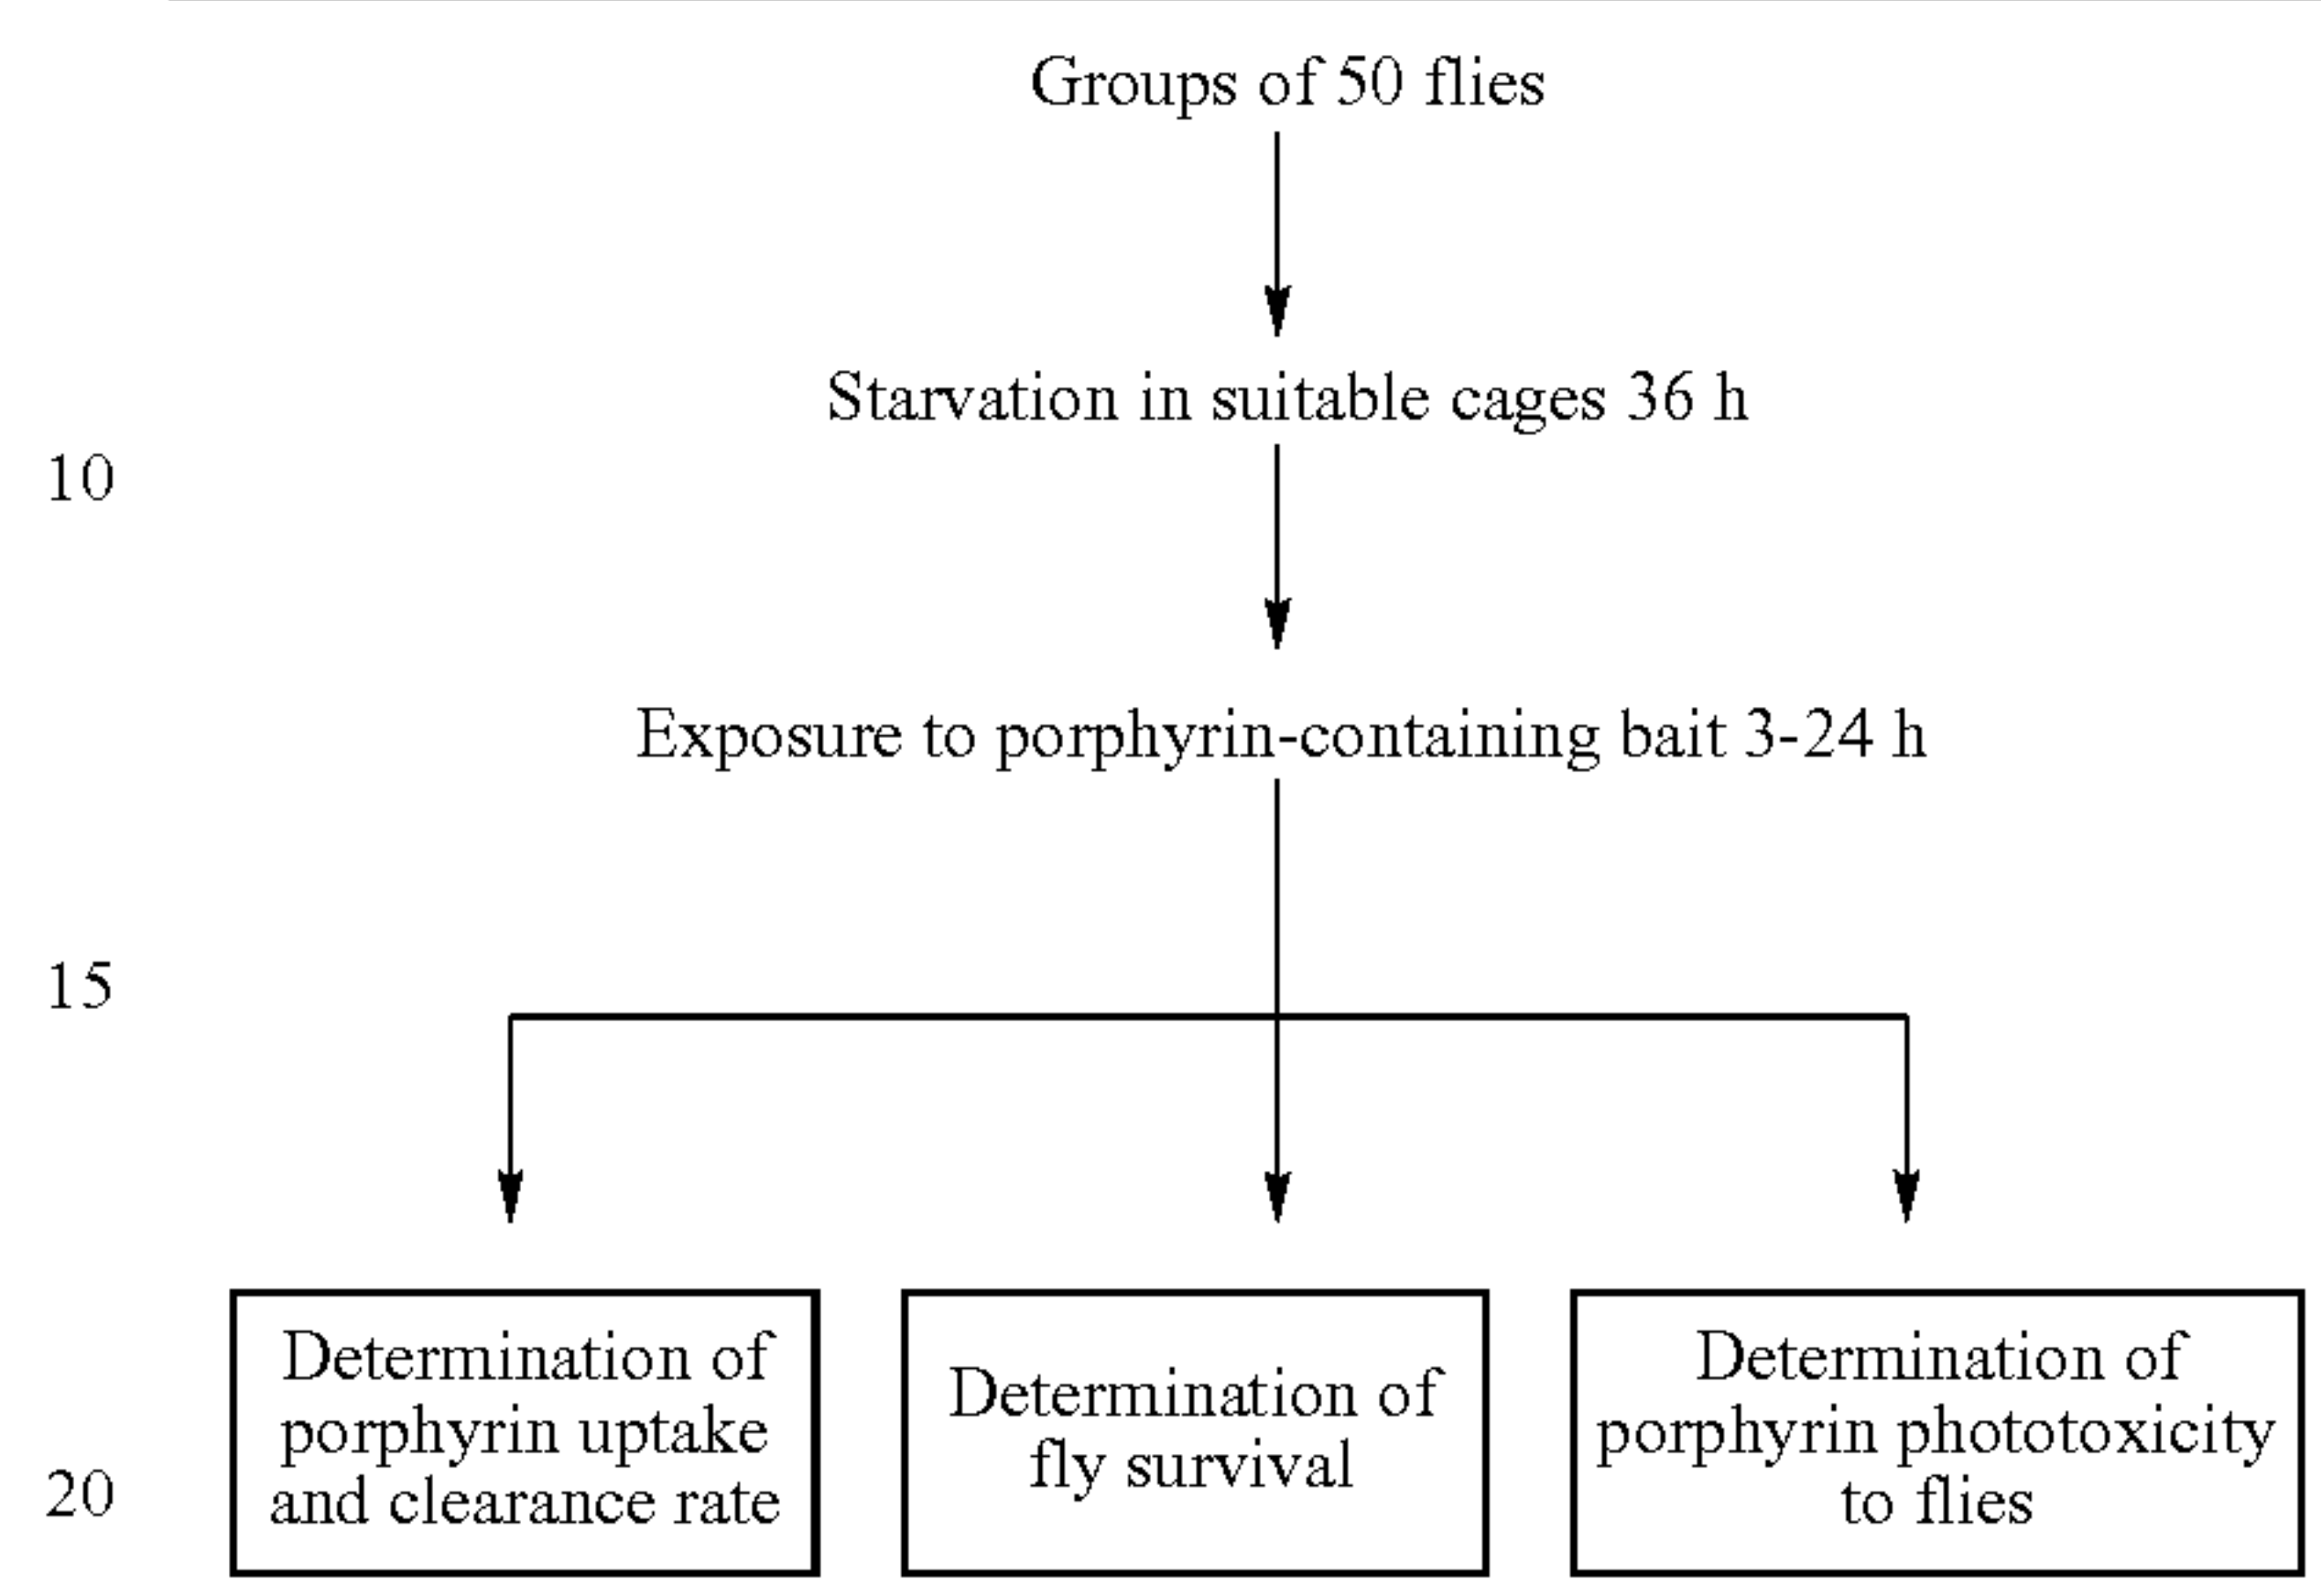 Groups of 50 flies
Starvation in suitable cages 36 h
10
Exposure to porphyrin-containing bait 3-24 h
15
Determination of
porphyrin uptake
and clearance rate
Determination of
fly survival
Determination of
porphyrin phototoxicity
to flies
20